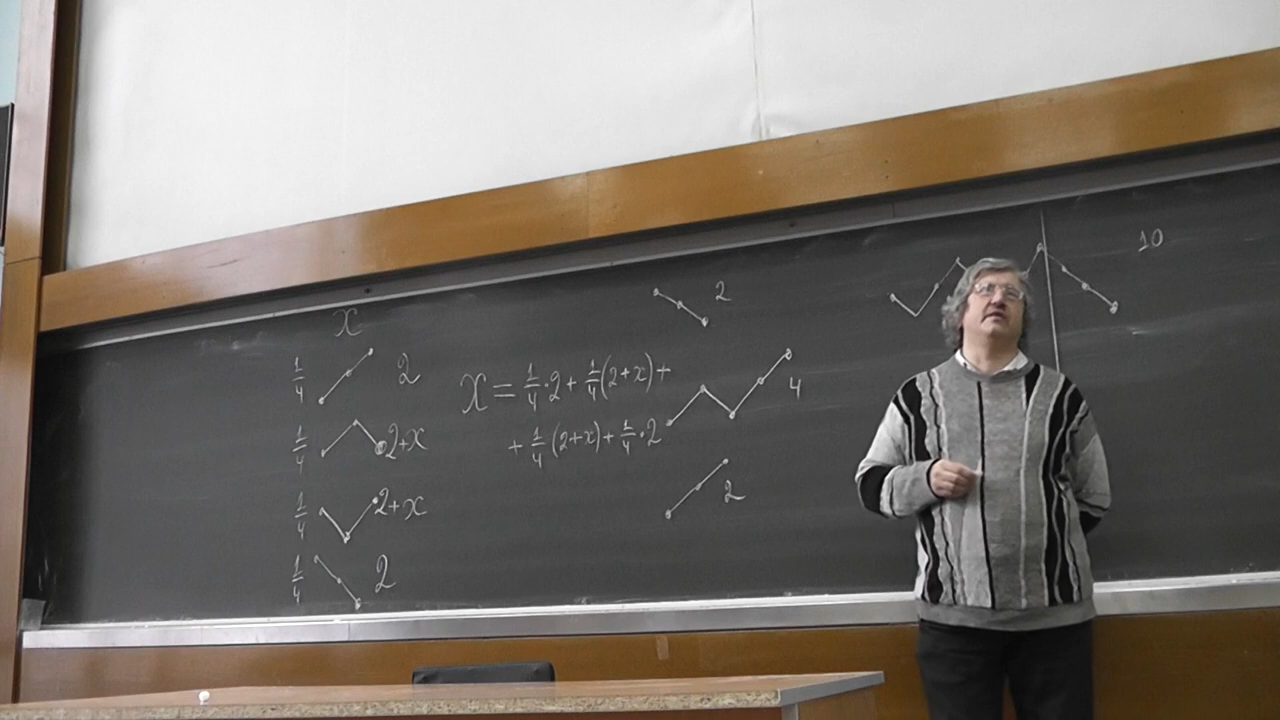 x
1/4 2
1/4 2+x
1/4 2+x
1/4 2
x = 1/4 · 2 + 1/4 (2+x) +
+ 1/4 (2+x) + 1/4 · 2
2
4
2
10